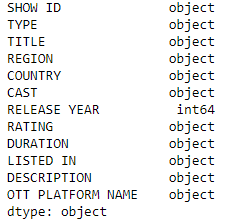 SHOW ID object
TYPE object
TITLE object
REGION object
COUNTRY object
CAST object
RELEASE YEAR int64
RATING object
DURATION object
LISTED IN object
DESCRIPTION object
OTT PLATFORM NAME object
dtype: object